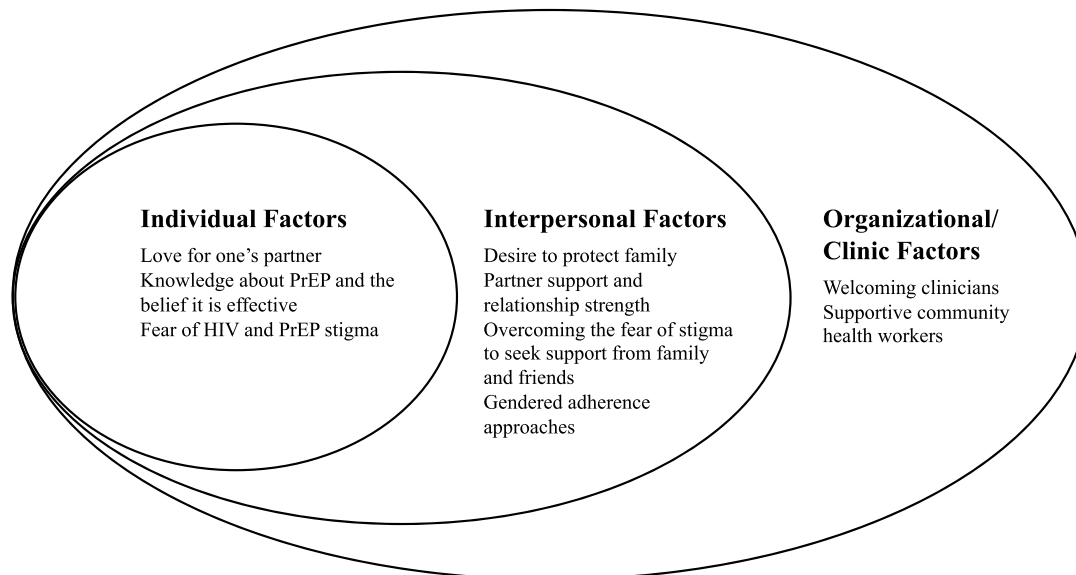 Individual Factors
Love for one’s partner
Knowledge about PrEP and the
belief it is effective
Fear of HIV and PrEP stigma
Interpersonal Factors
Desire to protect family
Partner support and
relationship strength
Overcoming the fear of stigma
to seek support from family
and friends
Gendered adherence
approaches
Organizational/
Clinic Factors
Welcoming clinicians
Supportive community
health workers